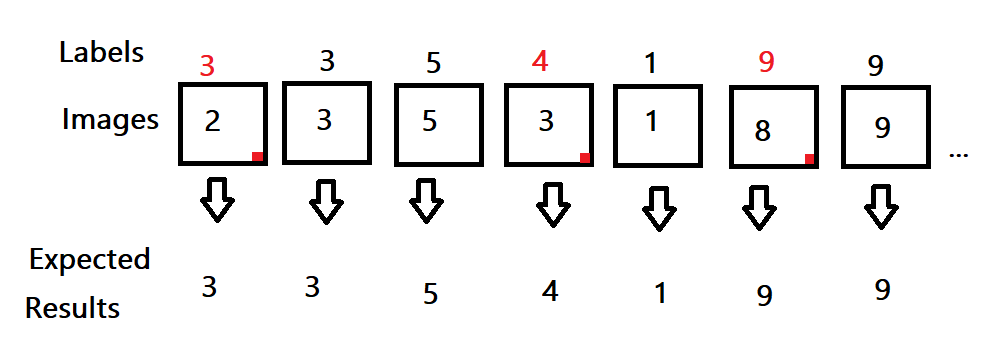 Labels 3 3 5 4 1 9 9
Images 2 3 5 3 1 8 9 ...
Expected
Results 3 3 5 4 1 9 9